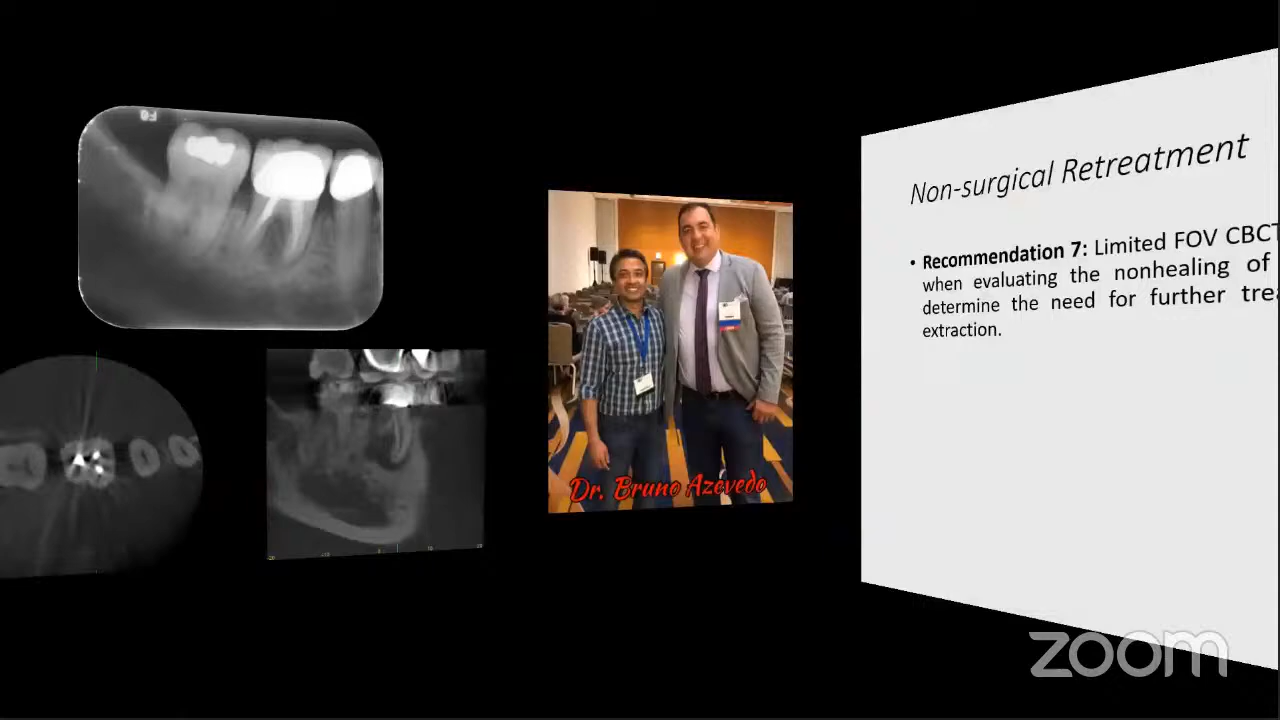 Non-surgical Retreatment
• Recommendation 7: Limited FOV CBCT
when evaluating the nonhealing of
determine the need for further
extraction.
Dr. Bruno Azevedo
zoom